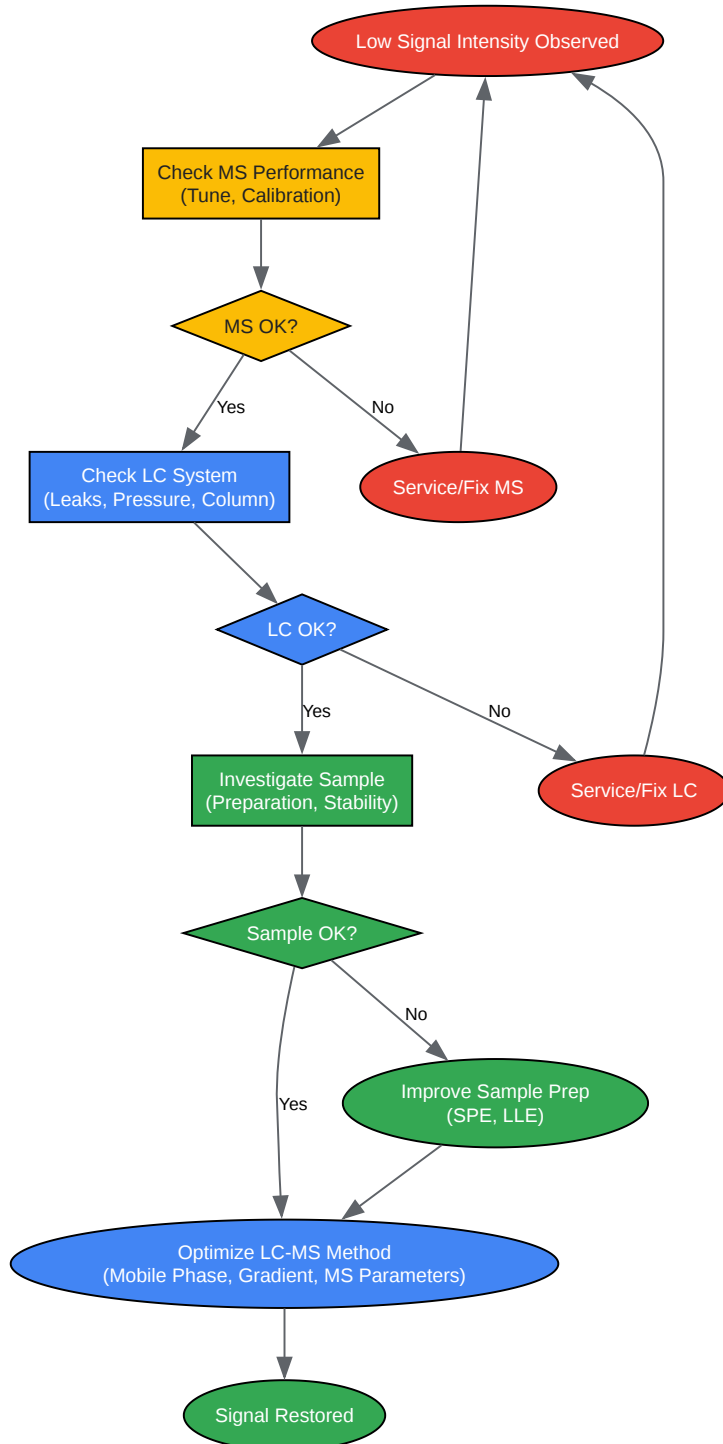 Low Signal Intensity Observed
Check MS Performance
(Tune, Calibration)
MS OK?
Yes
No
Check LC System
(Leaks, Pressure, Column)
Service/Fix MS
LC OK?
Yes
No
Investigate Sample
(Preparation, Stability)
Service/Fix LC
Sample OK?
No
Improve Sample Prep
(SPE, LLE)
Yes
Optimize LC-MS Method
(Mobile Phase, Gradient, MS Parameters)
Signal Restored